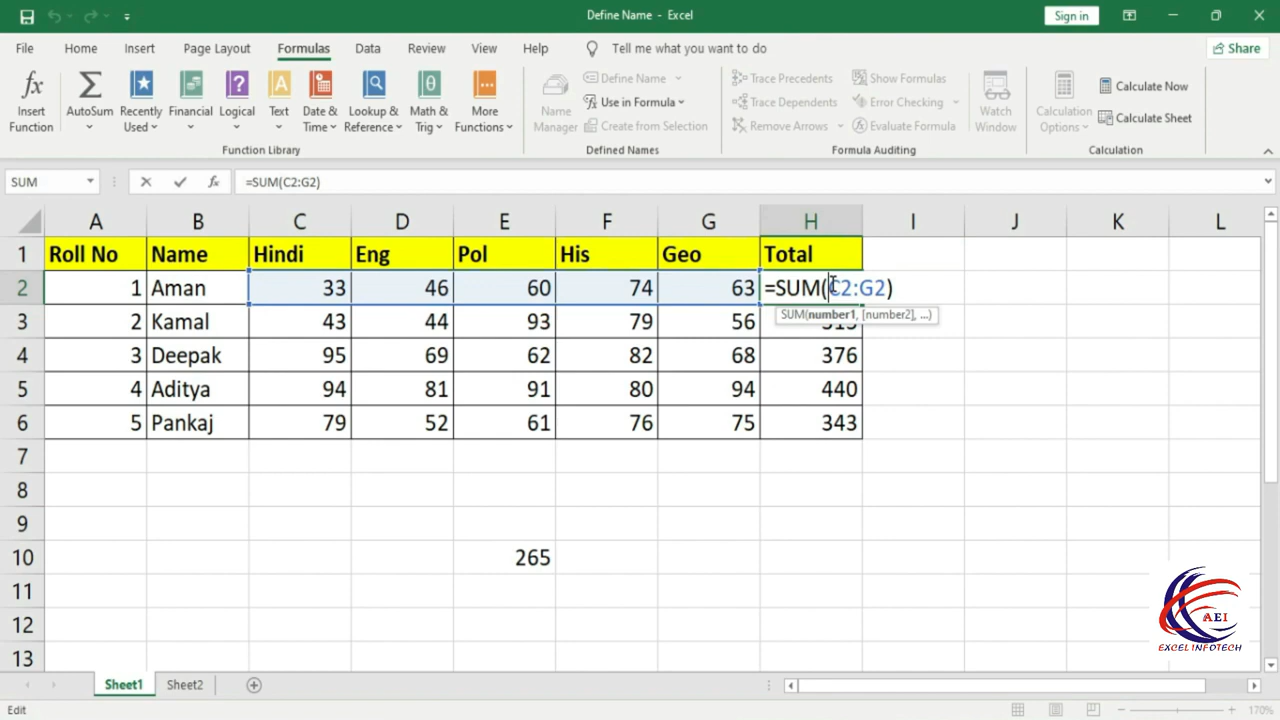 Define Name - Excel
Sign in
File Home Insert Page Layout Formulas Data Review View Help Tell me what you want to do
Share
Insert Function
AutoSum
Recently Used
Financial
Logical
Text
Date & Time
Lookup & Reference
Math & Trig
More Functions
Function Library
Name Manager
Define Name
Use in Formula
Create from Selection
Defined Names
Trace Precedents
Trace Dependents
Remove Arrows
Show Formulas
Error Checking
Evaluate Formula
Watch Window
Formula Auditing
Calculation Options
Calculate Now
Calculate Sheet
Calculation
SUM fx =SUM(C2:G2)
A B C D E F G H I J K L
1 Roll No Name Hindi Eng Pol His Geo Total
2 1 Aman 33 46 60 74 63 =SUM(C2:G2)
SUM(number1, [number2], ...)
3 2 Kamal 43 44 93 79 56 315
4 3 Deepak 95 69 62 82 68 376
5 4 Aditya 94 81 91 80 94 440
6 5 Pankaj 79 52 61 76 75 343
7
8
9
10 265
11
12
13
AEI
EXCEL INFOTECH
Sheet1 Sheet2
Edit
170%